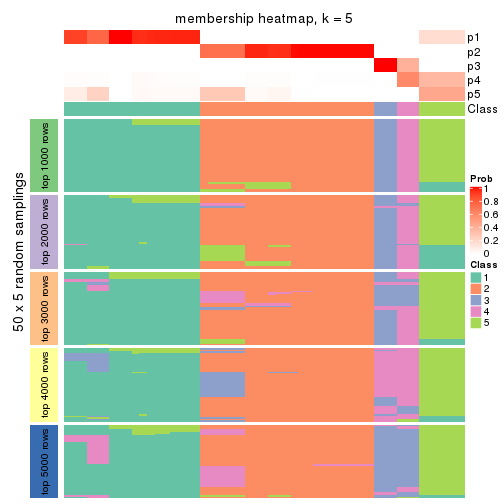 membership heatmap, k = 5
p1
p2
p3
p4
p5
Class
50 x 5 random samplings
top 1000 rows
top 2000 rows
top 3000 rows
top 4000 rows
top 5000 rows
Prob
1
0.8
0.6
0.4
0.2
0
Class
1
2
3
4
5